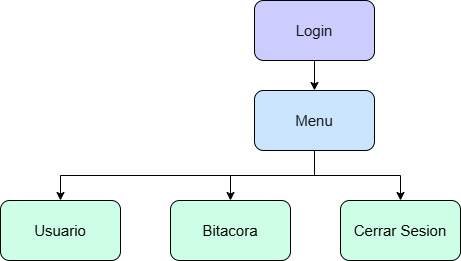 Login
Menu
Usuario
Bitacora
Cerrar Sesion